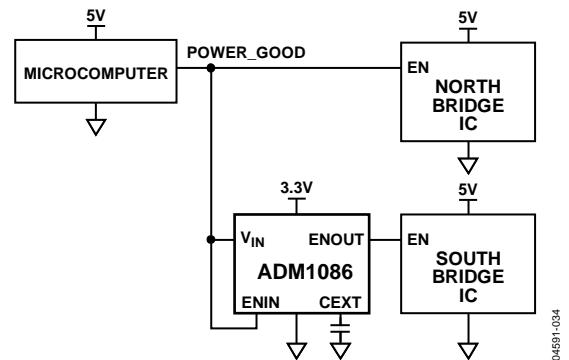 5V
MICROCOMPUTER
POWER_GOOD
5V
EN
NORTH
BRIDGE
IC
3.3V
VIN
ENOUT
ADM1086
ENIN
CEXT
5V
EN
SOUTH
BRIDGE
IC
04591-034